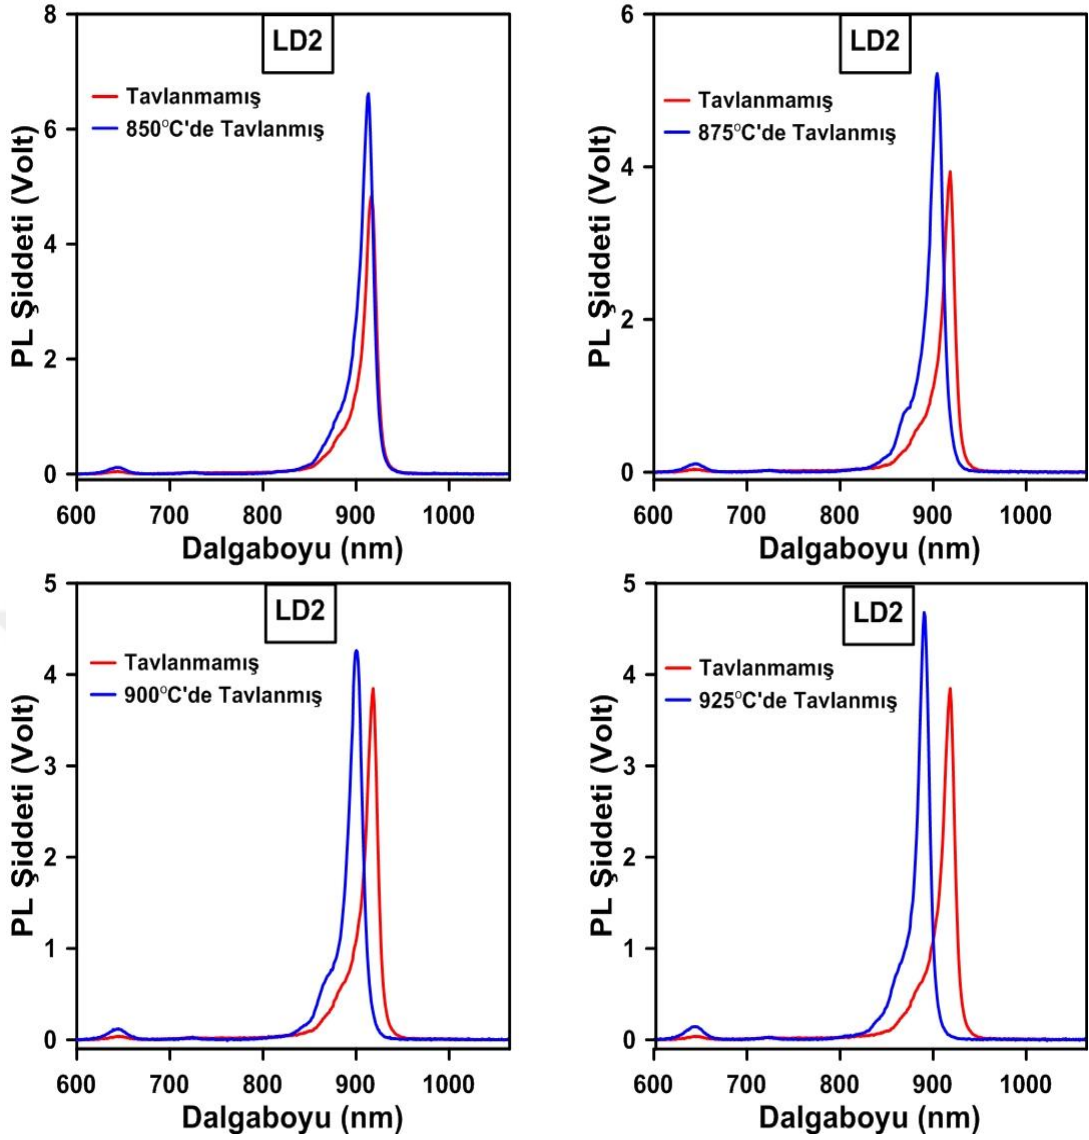 LD2
Tavlanmamış
850°C'de Tavlanmış
PL Şiddeti (Volt)
8
6
4
2
0
600 700 800 900 1000
Dalgaboyu (nm)
LD2
Tavlanmamış
875°C'de Tavlanmış
PL Şiddeti (Volt)
6
4
2
0
600 700 800 900 1000
Dalgaboyu (nm)
LD2
Tavlanmamış
900°C'de Tavlanmış
PL Şiddeti (Volt)
5
4
3
2
1
0
600 700 800 900 1000
Dalgaboyu (nm)
LD2
Tavlanmamış
925°C'de Tavlanmış
PL Şiddeti (Volt)
5
4
3
2
1
0
600 700 800 900 1000
Dalgaboyu (nm)